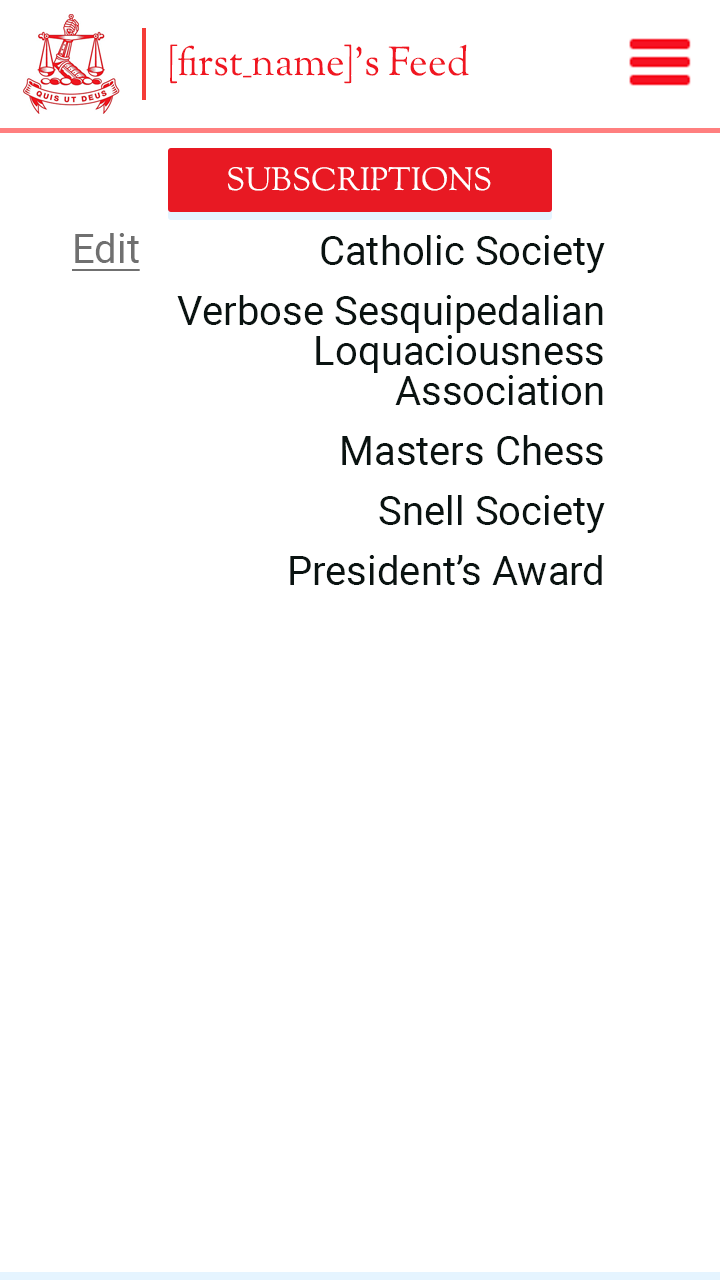 QUIS UT DEUS
[first_name]’s Feed
SUBSCRIPTIONS
Edit
Catholic Society
Verbose Sesquipedalian
Loquaciousness
Association
Masters Chess
Snell Society
President’s Award